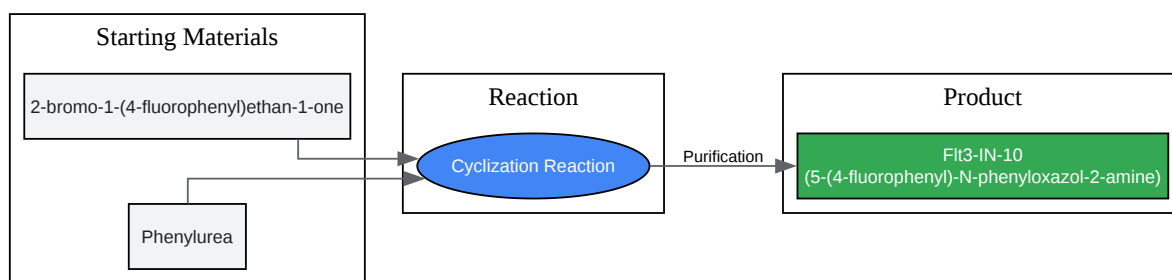 Starting Materials
2-bromo-1-(4-fluorophenyl)ethan-1-one
Phenylurea
Reaction
Cyclization Reaction
Purification
Product
Flt3-IN-10
(5-(4-fluorophenyl)-N-phenyloxazol-2-amine)